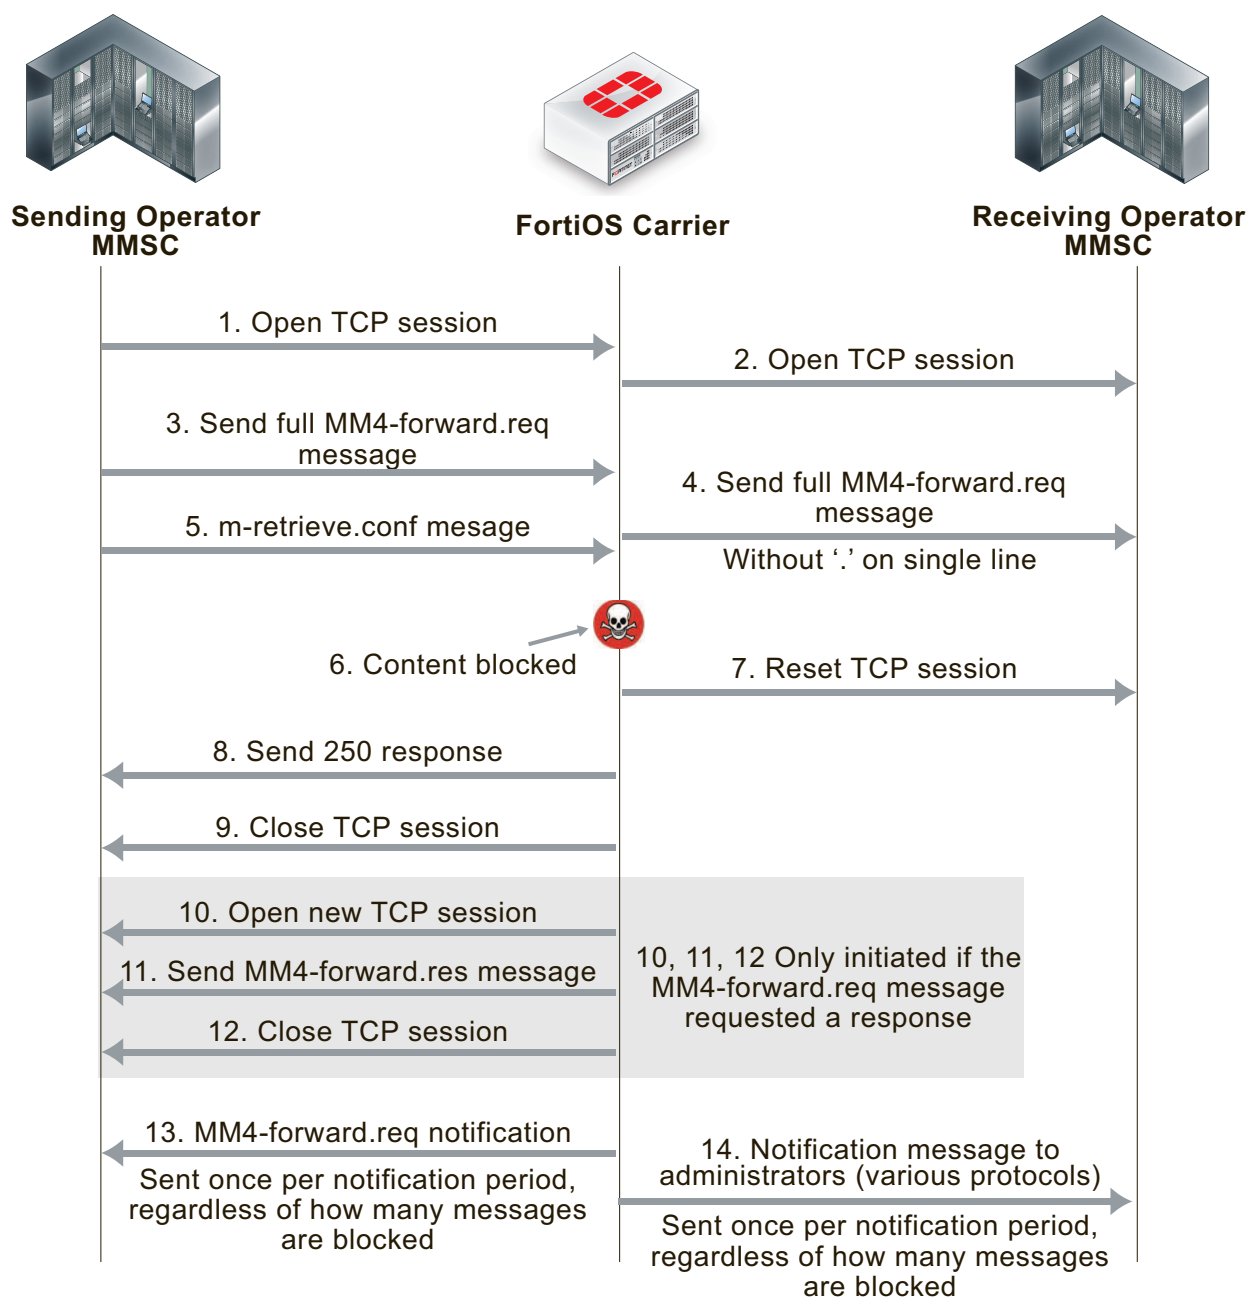 Sending Operator
MMSC
FortiOS Carrier
Receiving Operator
MMSC
1. Open TCP session
2. Open TCP session
3. Send full MM4-forward.req
message
4. Send full MM4-forward.req
message
5. m-retrieve.conf mesage
Without ‘.’ on single line
6. Content blocked
7. Reset TCP session
8. Send 250 response
9. Close TCP session
10. Open new TCP session
11. Send MM4-forward.res message
12. Close TCP session
10, 11, 12 Only initiated if the
MM4-forward.req message
requested a response
13. MM4-forward.req notification
Sent once per notification period,
regardless of how many messages
are blocked
14. Notification message to
administrators (various protocols)
Sent once per notification period,
regardless of how many messages
are blocked